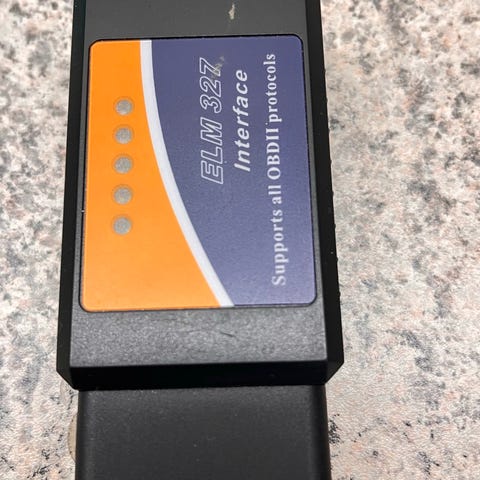 ELM 327
Interface
Supports all OBDII protocols